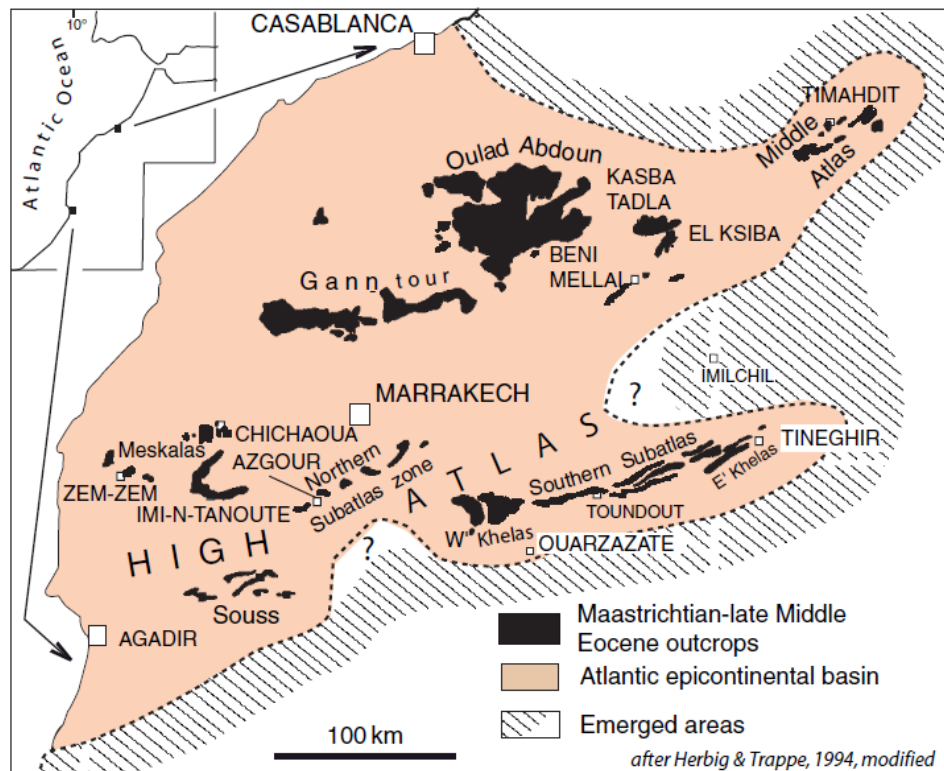 10°
CASABLANCA
Atlantic Ocean
TIMAHDIT
Middle
Atlas
Oulad Abdoun
KASBA
TADLA
EL KSIBA
BENI
MELLAL
Gann tour
IMILCHIL
?
MARRAKECH
CHICHAOUA
Meskalas
AZGOUR
ZEM-ZEM
Northern
Subatlas zone
IMI-N-TANOUTE
HIGH
ATLAS
Southern Subatlas
TINEGHIR
E' Khelas
TOUNDOUT
W' Khelas
OUARZAZATE
?
Souss
AGADIR
Maastrichtian-late Middle
Eocene outcrops
Atlantic epicontinental basin
Emerged areas
100 km
after Herbig & Trappe, 1994, modified